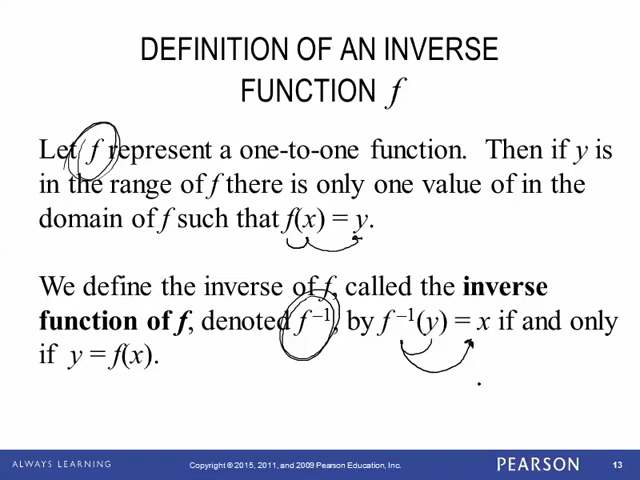 DEFINITION OF AN INVERSE
FUNCTION f
Let f represent a one-to-one function. Then if y is
in the range of f there is only one value of in the
domain of f such that f(x) = y.
We define the inverse of f, called the inverse
function of f, denoted f⁻¹, by f⁻¹(y) = x if and only
if y = f(x).
ALWAYS LEARNING
Copyright © 2015, 2011, and 2009 Pearson Education, Inc.
PEARSON
13